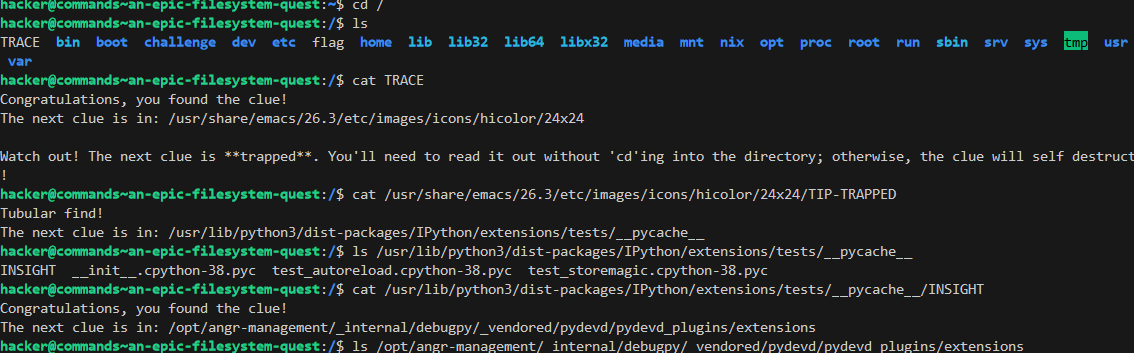 hacker@commands~an-epic-filesystem-quest:~$ cd /
hacker@commands~an-epic-filesystem-quest:/$ ls
TRACE bin boot challenge dev etc flag home lib lib32 lib64 libx32 media mnt nix opt proc root run sbin srv sys tmp usr
var
hacker@commands~an-epic-filesystem-quest:/$ cat TRACE
Congratulations, you found the clue!
The next clue is in: /usr/share/emacs/26.3/etc/images/icons/hicolor/24x24
Watch out! The next clue is **trapped**. You'll need to read it out without 'cd'ing into the directory; otherwise, the clue will self destruct
!
hacker@commands~an-epic-filesystem-quest:/$ cat /usr/share/emacs/26.3/etc/images/icons/hicolor/24x24/TIP-TRAPPED
Tubular find!
The next clue is in: /usr/lib/python3/dist-packages/IPython/extensions/tests/__pycache__
hacker@commands~an-epic-filesystem-quest:/$ ls /usr/lib/python3/dist-packages/IPython/extensions/tests/__pycache__
INSIGHT __init__.cpython-38.pyc test_autoreload.cpython-38.pyc test_storemagic.cpython-38.pyc
hacker@commands~an-epic-filesystem-quest:/$ cat /usr/lib/python3/dist-packages/IPython/extensions/tests/__pycache__/INSIGHT
Congratulations, you found the clue!
The next clue is in: /opt/angr-management/_internal/debugpy/_vendored/pydevd/pydevd_plugins/extensions
hacker@commands~an-epic-filesystem-quest:/$ ls /opt/angr-management/_internal/debugpy/_vendored/pydevd/pydevd_plugins/extensions